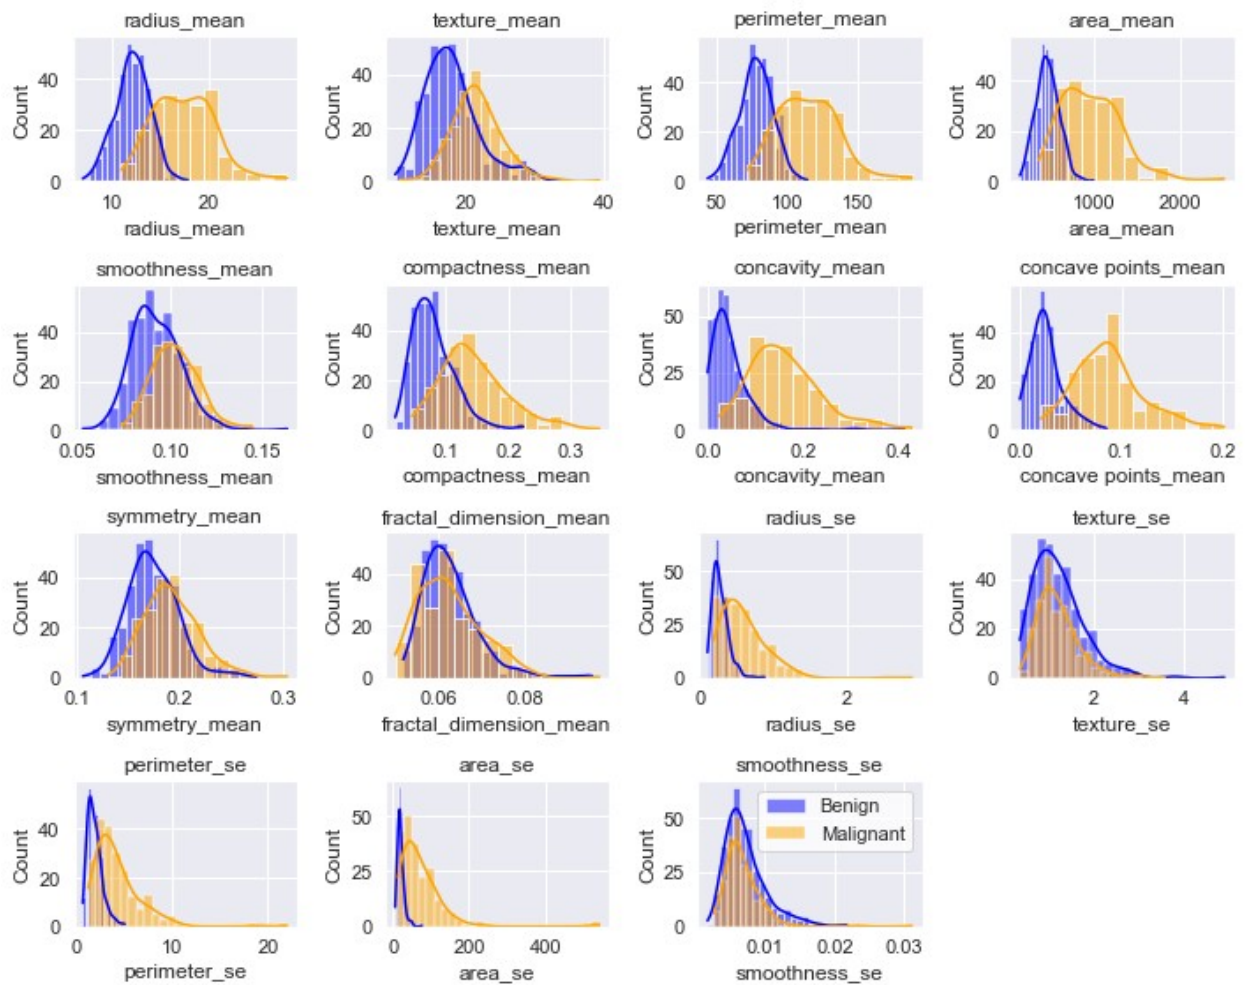 radius_mean texture_mean perimeter_mean area_mean
Count 40 20 0 10 20
Count 40 20 0 20 40
Count 40 20 0 50 100 150
Count 40 20 0 1000 2000
radius_mean texture_mean perimeter_mean area_mean
smoothness_mean compactness_mean concavity_mean concave points_mean
Count 40 20 0 0.05 0.10 0.15
Count 40 20 0 0.1 0.2 0.3
Count 50 25 0 0.0 0.2 0.4
Count 40 20 0 0.0 0.1 0.2
smoothness_mean compactness_mean concavity_mean concave points_mean
symmetry_mean fractal_dimension_mean radius_se texture_se
Count 40 20 0 0.1 0.2 0.3
Count 40 20 0 0.06 0.08
Count 50 25 0 0 2
Count 40 20 0 2 4
symmetry_mean fractal_dimension_mean radius_se texture_se
perimeter_se area_se smoothness_se
Count 40 20 0 0 10 20
Count 50 25 0 0 200 400
Count 50 25 0 0.01 0.02 0.03
Benign
Malignant
perimeter_se area_se smoothness_se